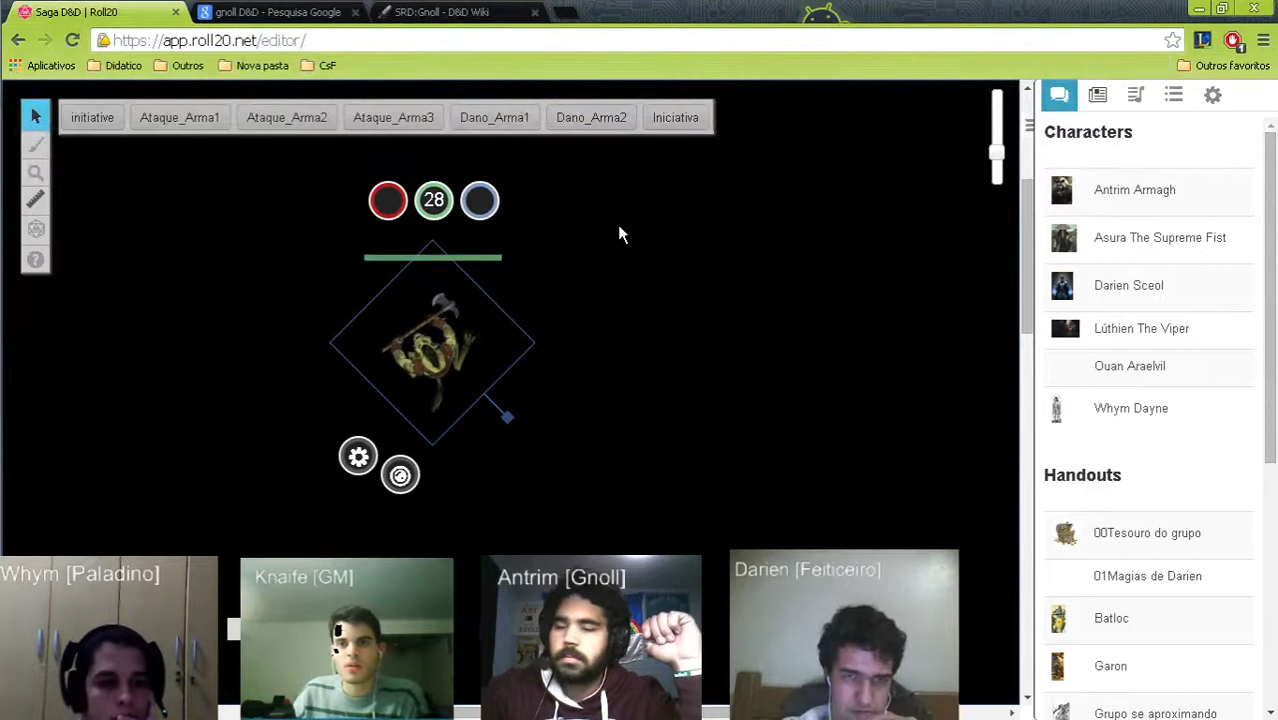 Saga D&D | Roll20
gnoll D&D - Pesquisa Google
SRD:Gnoll - D&D Wiki
https://app.roll20.net/editor/
Aplicativos
Didatico
Outros
Nova pasta
CsF
Outros favoritos
initiative
Ataque_Arma1
Ataque_Arma2
Ataque_Arma3
Dano_Arma1
Dano_Arma2
Iniciativa
28
Characters
Antrim Armagh
Asura The Supreme Fist
Darien Sceol
Lúthien The Viper
Ouan Araelvil
Whym Dayne
Handouts
00Tesouro do grupo
01Magias de Darien
Batloc
Garon
Grupo se aproximando
Whym [Paladino]
Knaife [GM]
Antrim [Gnoll]
Darien [Feiticeiro]